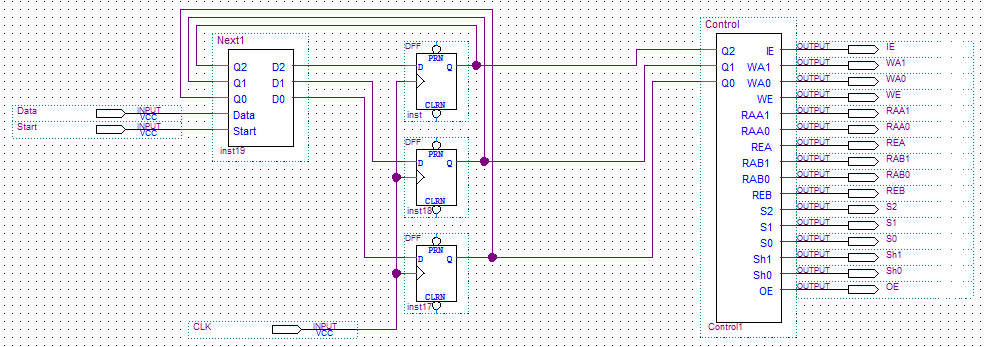 Control
Q2 IE OUTPUT IE
Q1 WA1 OUTPUT WA1
Q0 WA0 OUTPUT WA0
WE OUTPUT WE
RAA1 OUTPUT RAA1
RAA0 OUTPUT RAA0
REA OUTPUT REA
RAB1 OUTPUT RAB1
RAB0 OUTPUT RAB0
REB OUTPUT REB
S2 OUTPUT S2
S1 OUTPUT S1
S0 OUTPUT S0
Sh1 OUTPUT Sh1
Sh0 OUTPUT Sh0
OE OUTPUT OE
Control1
Next1
Q2 D2
Q1 D1
Q0 D0
Data
Start
inst19
Data INPUT
VCC
Start INPUT
VCC
DFF
PRN
D Q
CLRN
inst
DFF
PRN
D Q
CLRN
inst18
DFF
PRN
D Q
CLRN
inst17
CLK INPUT
VCC